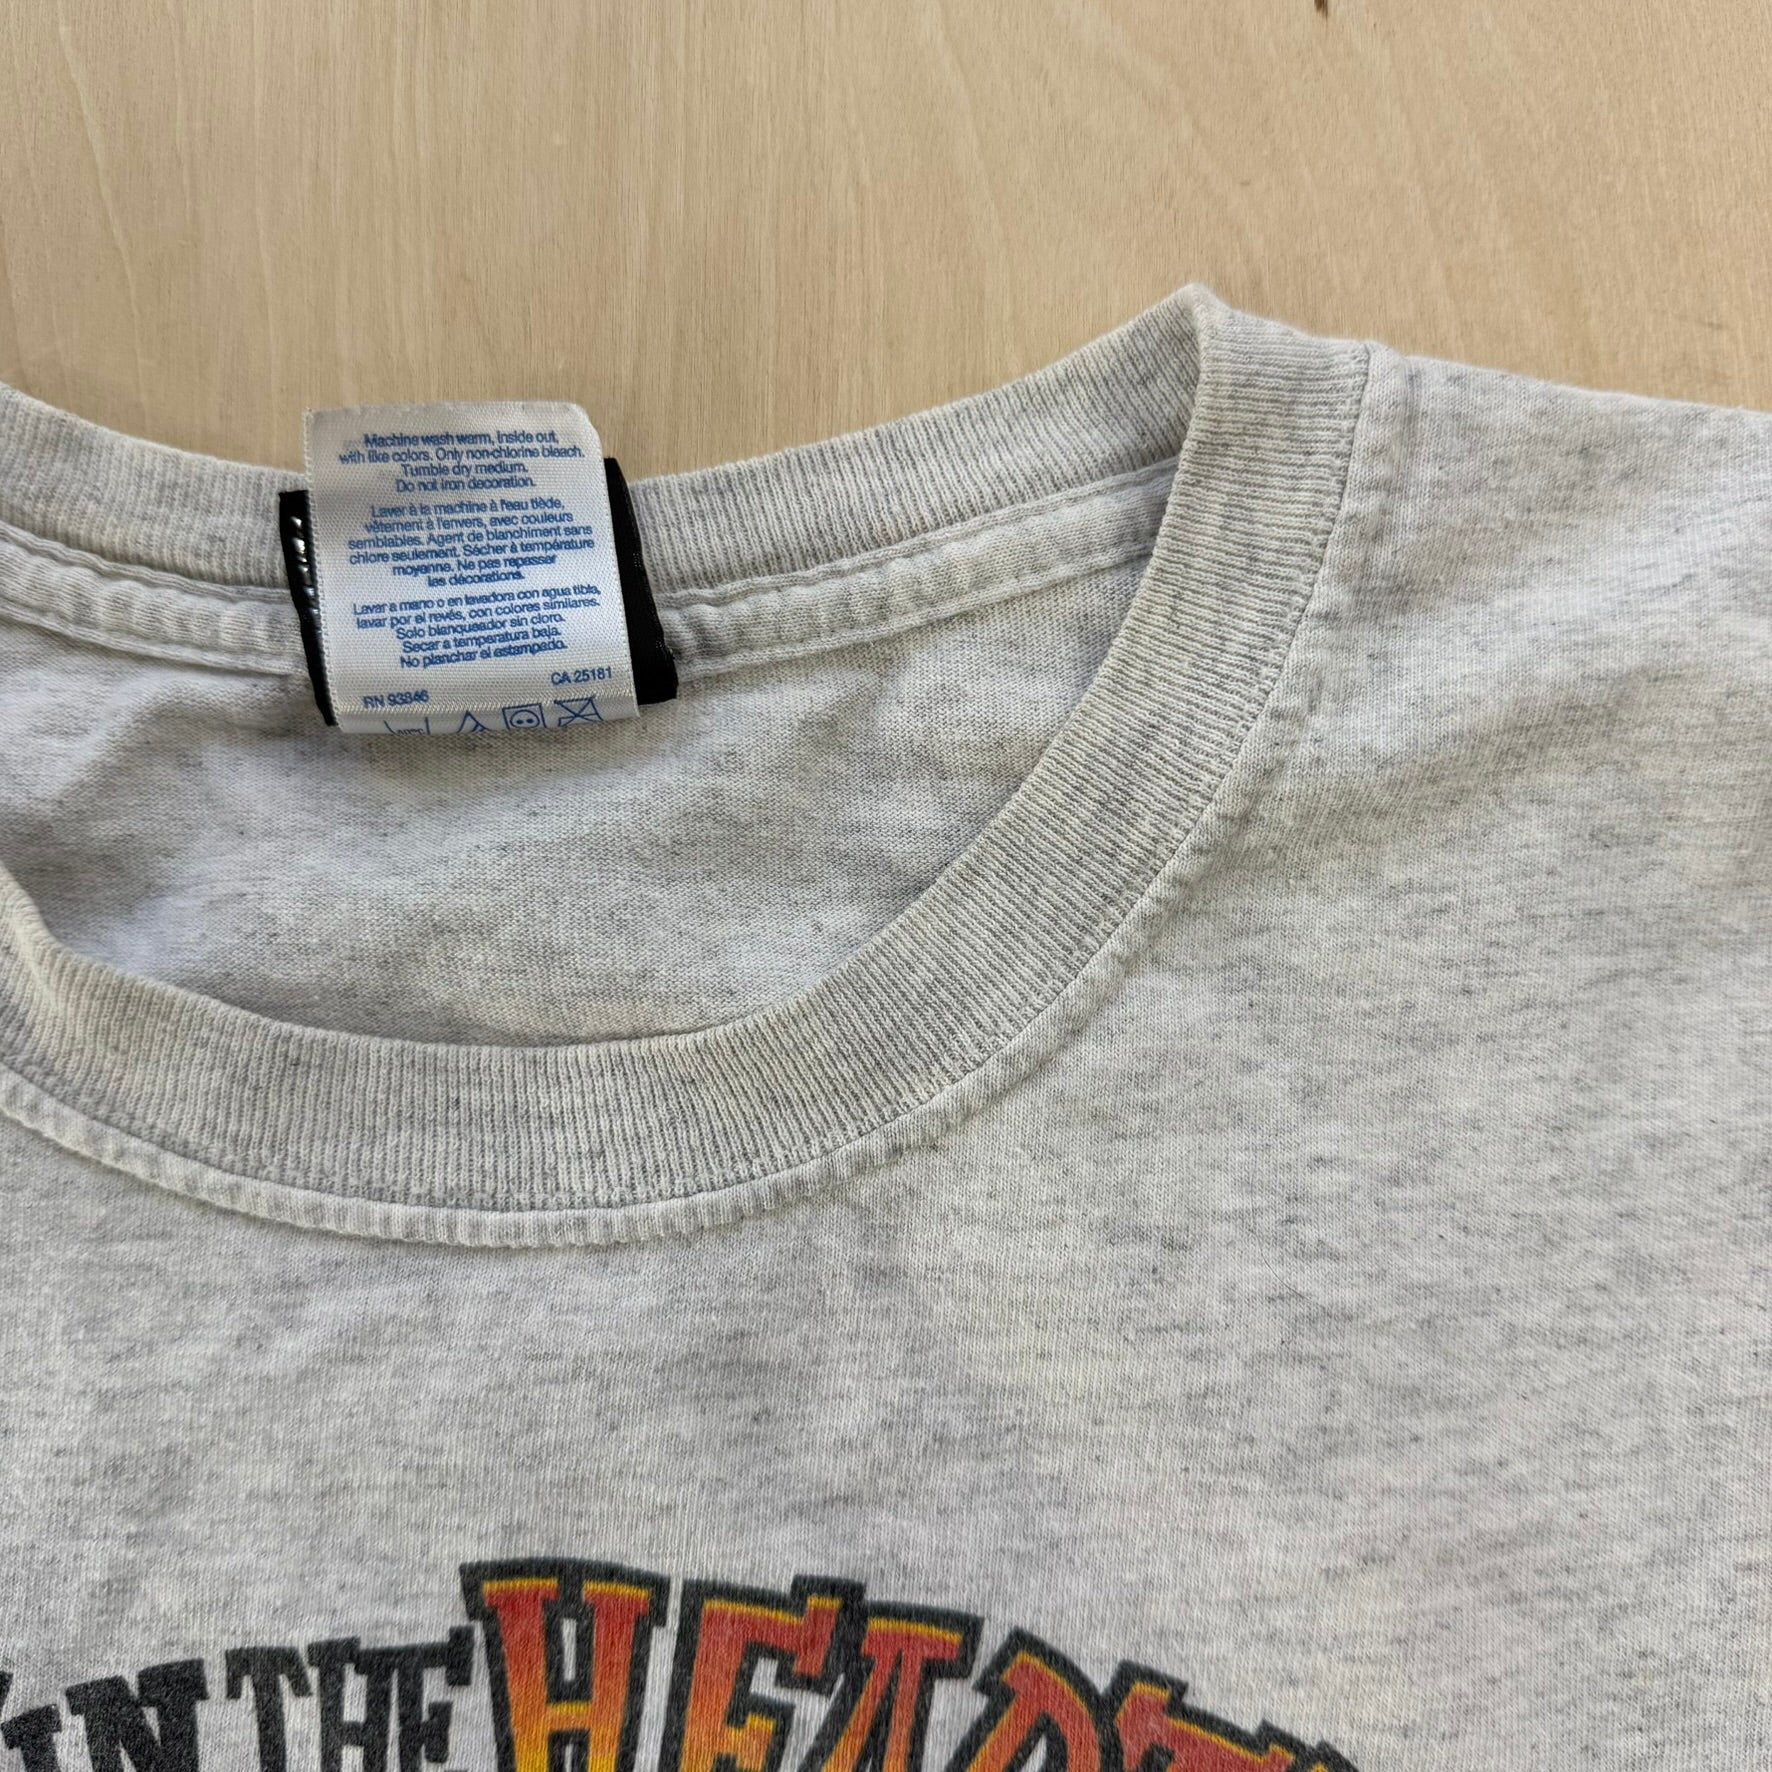 Machine wash warm, inside out,
with like colors. Only non-chlorine bleach.
Tumble dry medium.
Do not iron decoration.
Laver à la machine à l'eau tiède,
vêtement à l'envers, avec couleurs
semblables. Agent de blanchiment sans
chlore seulement. Sécher à température
moyenne. Ne pas repasser
las décorations.
Lavar a mano o en lavadora con agua tibia,
lavar por el revés, con colores similares.
Solo blanqueador sin cloro.
Secar a temperatura baja.
No planchar el estampado.
CA 25181
RN 93846
IN THE HEART